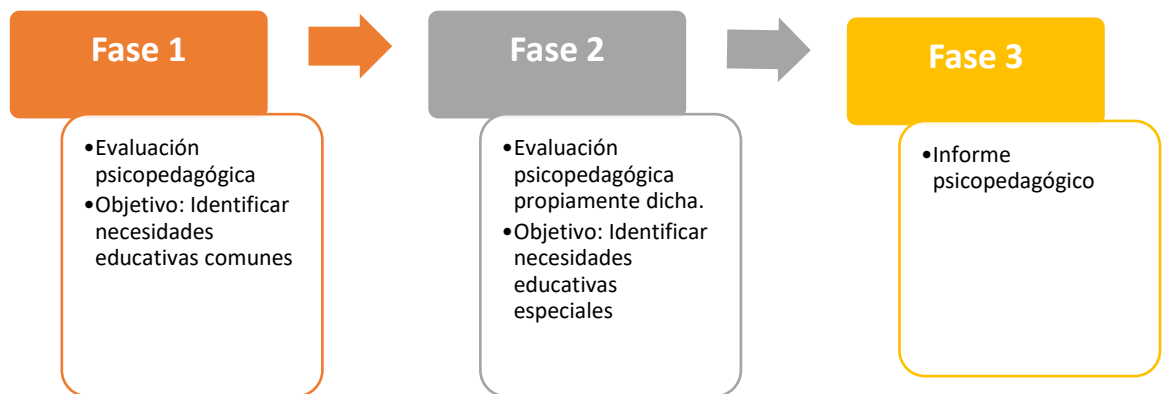 Fase 1
•Evaluación
psicopedagógica
•Objetivo: Identificar
necesidades
educativas comunes
Fase 2
•Evaluación
psicopedagógica
propiamente dicha.
•Objetivo: Identificar
necesidades
educativas
especiales
Fase 3
•Informe
psicopedagógico